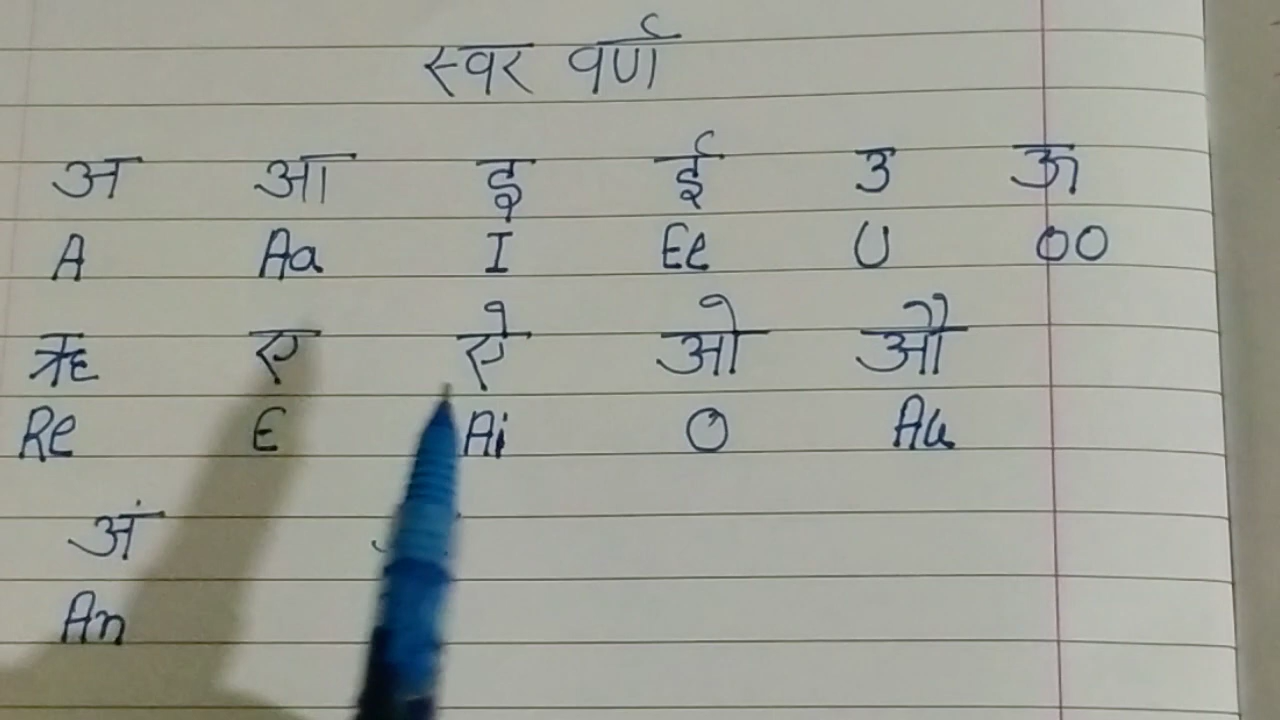 स्वर वर्ण
अ आ इ ई उ ऊ
A Aa I Ee U OO
ऋ ए ऐ ओ औ
Re E Ai O Au
अं
An